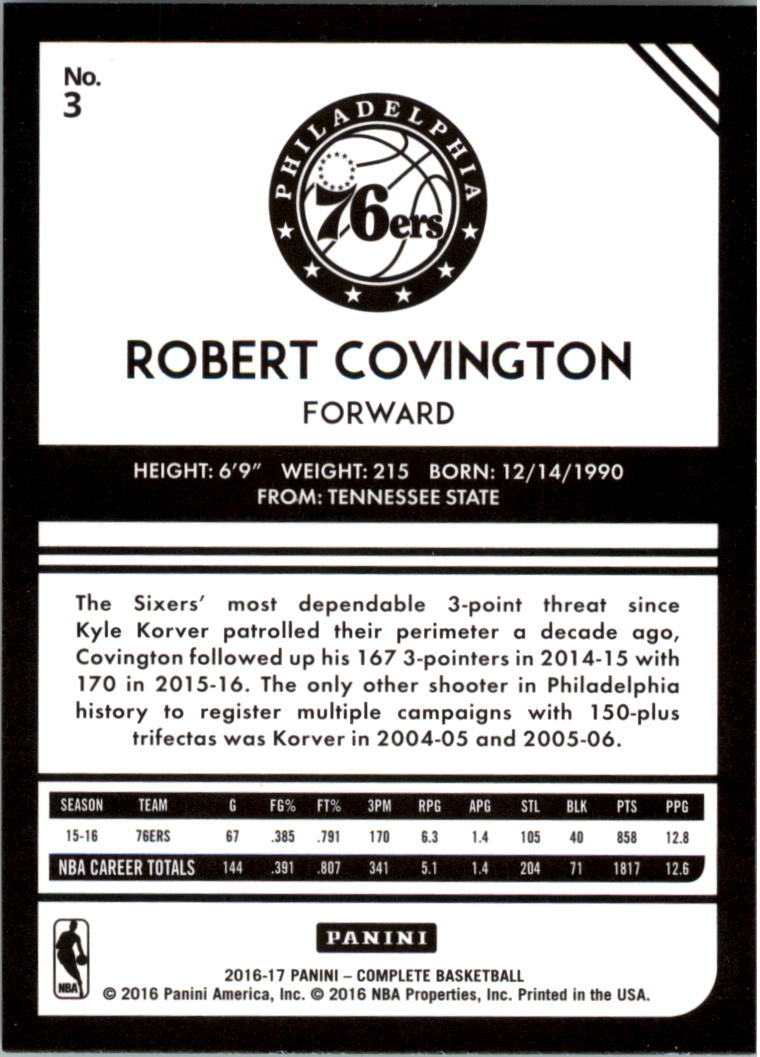 No.
3
PHILADELPHIA
76ers
ROBERT COVINGTON
FORWARD
HEIGHT: 6'9" WEIGHT: 215 BORN: 12/14/1990
FROM: TENNESSEE STATE
The Sixers' most dependable 3-point threat since
Kyle Korver patrolled their perimeter a decade ago,
Covington followed up his 167 3-pointers in 2014-15 with
170 in 2015-16. The only other shooter in Philadelphia
history to register multiple campaigns with 150-plus
trifectas was Korver in 2004-05 and 2005-06.
SEASON TEAM G FG% FT% 3PM RPG APG STL BLK PTS PPG
15-16 76ERS 67 .385 .791 170 6.3 1.4 105 40 858 12.8
NBA CAREER TOTALS 144 .391 .807 341 5.1 1.4 204 71 1817 12.6
PANINI
NBA
2016-17 PANINI – COMPLETE BASKETBALL
© 2016 Panini America, Inc. © 2016 NBA Properties, Inc. Printed in the USA.